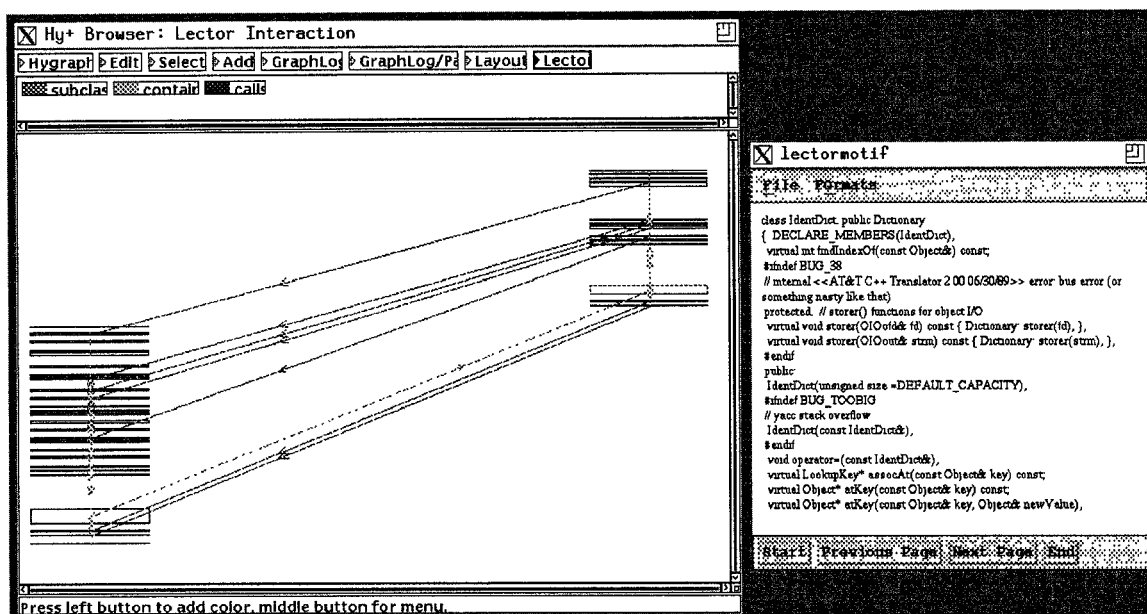 X Hy+ Browser: Lector Interaction
Hygraph Edit Select Add GraphLog GraphLog/Pa Layout Lecto
subclas contain calls
X lectormotif
File Formats
class IdentDict public Dictionary
{ DECLARE_MEMBERS(IdentDict),
virtual int findIndexOf(const Object&) const;
#ifndef BUG_38
// internal <<AT&T C++ Translator 2 00 06/30/89>> error bus error (or
something nasty like that)
protected // storer() functions for object I/O
virtual void storer(OIOofd& fd) const { Dictionary storer(fd), },
virtual void storer(OIOout& strm) const { Dictionary storer(strm), },
#endif
public
IdentDict(unsigned size =DEFAULT_CAPACITY),
#ifndef BUG_TOOBIG
// yacc stack overflow
IdentDict(const IdentDict&),
#endif
void operator=(const IdentDict&),
virtual LookupKey* assocAt(const Object& key) const;
virtual Object* atKey(const Object& key) const;
virtual Object* atKey(const Object& key, Object& newValue),
Start Previous Page Next Page End
Press left button to add color, middle button for menu.